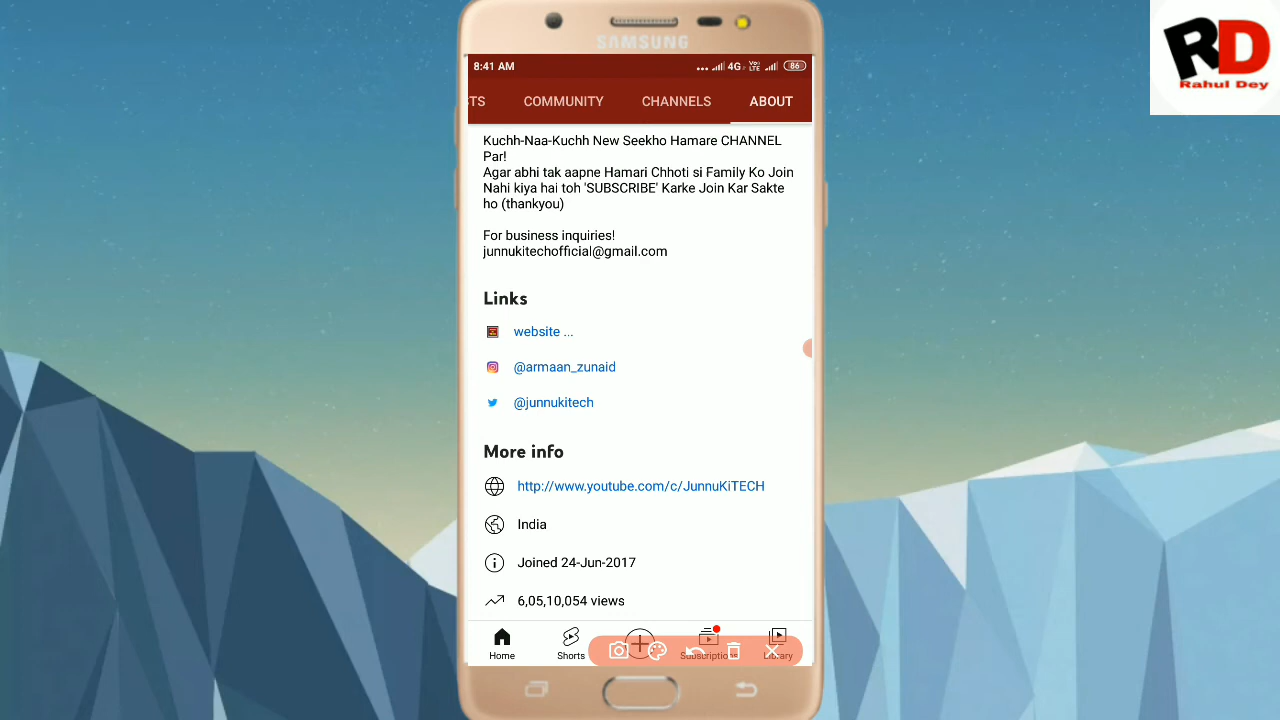 SAMSUNG
RD
Rahul Dey
8:41 AM
4G
Vo)
LTE
86
TS COMMUNITY CHANNELS ABOUT
Kuchh-Naa-Kuchh New Seekho Hamare CHANNEL
Par!
Agar abhi tak aapne Hamari Chhoti si Family Ko Join
Nahi kiya hai toh 'SUBSCRIBE' Karke Join Kar Sakte
ho (thankyou)
For business inquiries!
junnukitechofficial@gmail.com
Links
website ...
@armaan_zunaid
@junnukitech
More info
http://www.youtube.com/c/JunnuKiTECH
India
Joined 24-Jun-2017
6,05,10,054 views
Home Shorts Subscriptions Library